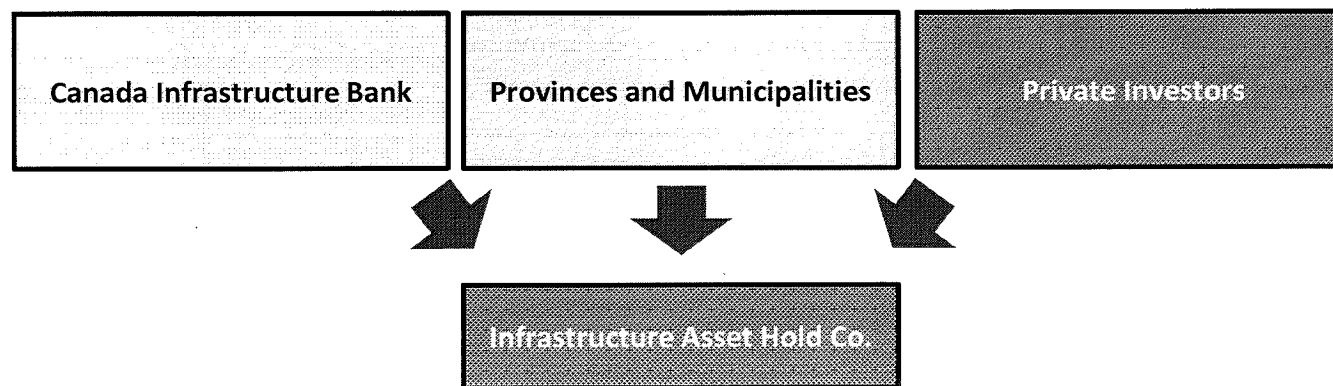 Canada Infrastructure Bank
Provinces and Municipalities
Private Investors
Infrastructure Asset Hold Co.